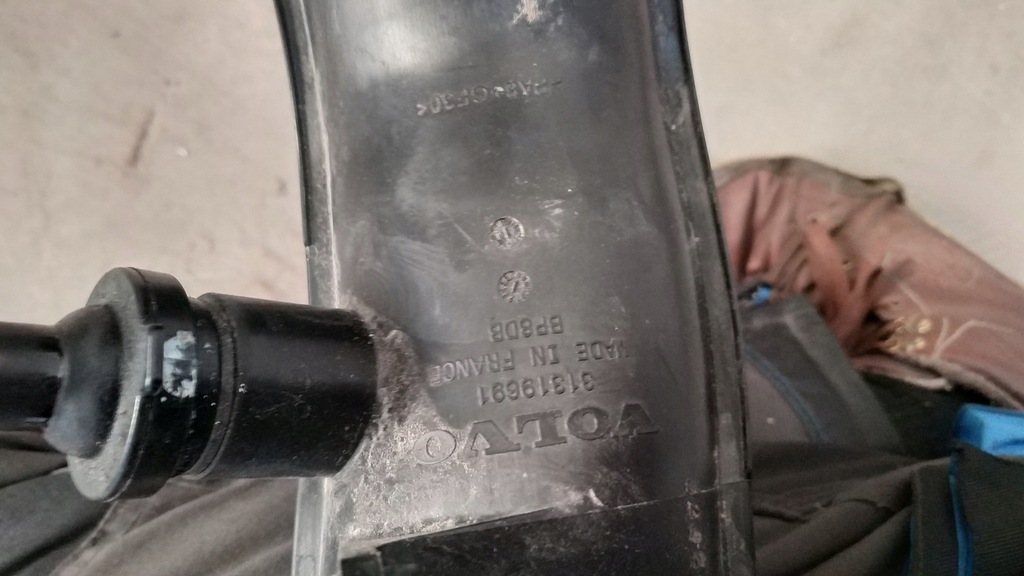 VOLVO
31319691
MADE IN FRANCE
BP8DB